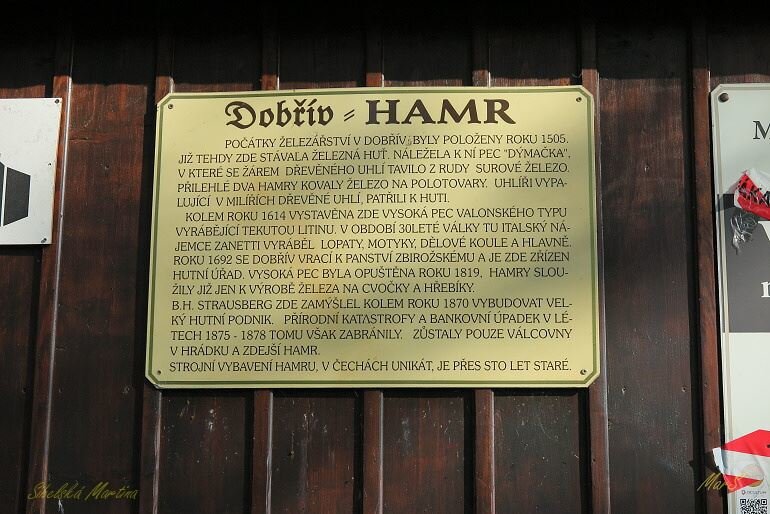 Dobřív - HAMR
POČÁTKY ŽELEZÁŘSTVÍ V DOBŘÍV. BYLY POLOŽENY ROKU 1505.
JIŽ TEHDY ZDE STÁVALA ŽELEZNÁ HUŤ. NÁLEŽELA K NÍ PEC "DÝMAČKA",
V KTERÉ SE ŽÁREM DŘEVĚNÉHO UHLÍ TAVILO Z RUDY SUROVÉ ŽELEZO.
PŘILEHLÉ DVA HAMRY KOVALY ŽELEZO NA POLOTOVARY. UHLÍŘI VYPA-
LUJÍCÍ V MILÍŘÍCH DŘEVĚNÉ UHLÍ, PATŘILI K HUTI.
KOLEM ROKU 1614 VYSTAVĚNA ZDE VYSOKÁ PEC VALONSKÉHO TYPU
VYRÁBĚJÍCÍ TEKUTOU LITINU. V OBDOBÍ 30LETÉ VÁLKY TU ITALSKÝ NÁ-
JEMCE ZANETTI VYRÁBĚL LOPATY, MOTYKY, DĚLOVÉ KOULE A HLAVNĚ.
ROKU 1692 SE DOBŘÍV VRACÍ K PANSTVÍ ZBIROŽSKÉMU A JE ZDE ZŘÍZEN
HUTNÍ ÚŘAD. VYSOKÁ PEC BYLA OPUŠTĚNA ROKU 1819, HAMRY SLOU-
ŽILY JIŽ JEN K VÝROBĚ ŽELEZA NA CVOČKY A HŘEBÍKY.
B.H. STRAUSBERG ZDE ZAMÝŠLEL KOLEM ROKU 1870 VYBUDOVAT VEL-
KÝ HUTNÍ PODNIK. PŘÍRODNÍ KATASTROFY A BANKOVNÍ ÚPADEK V LÉ-
TECH 1875 - 1878 TOMU VŠAK ZABRÁNILY. ZŮSTALY POUZE VÁLCOVNY
V HRÁDKU A ZDEJŠÍ HAMR.
STROJNÍ VYBAVENÍ HAMRU, V ČECHÁCH UNIKÁT, JE PŘES STO LET STARÉ.
Sbelská Martina